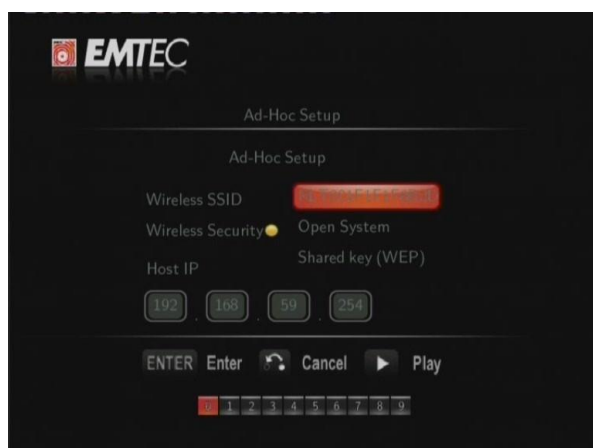 EMTEC
Ad-Hoc Setup
Ad-Hoc Setup
Wireless SSID
Wireless Security Open System
Shared key (WEP)
Host IP
192 . 168 . 59 . 254
ENTER Enter Cancel Play
0 1 2 3 4 5 6 7 8 9